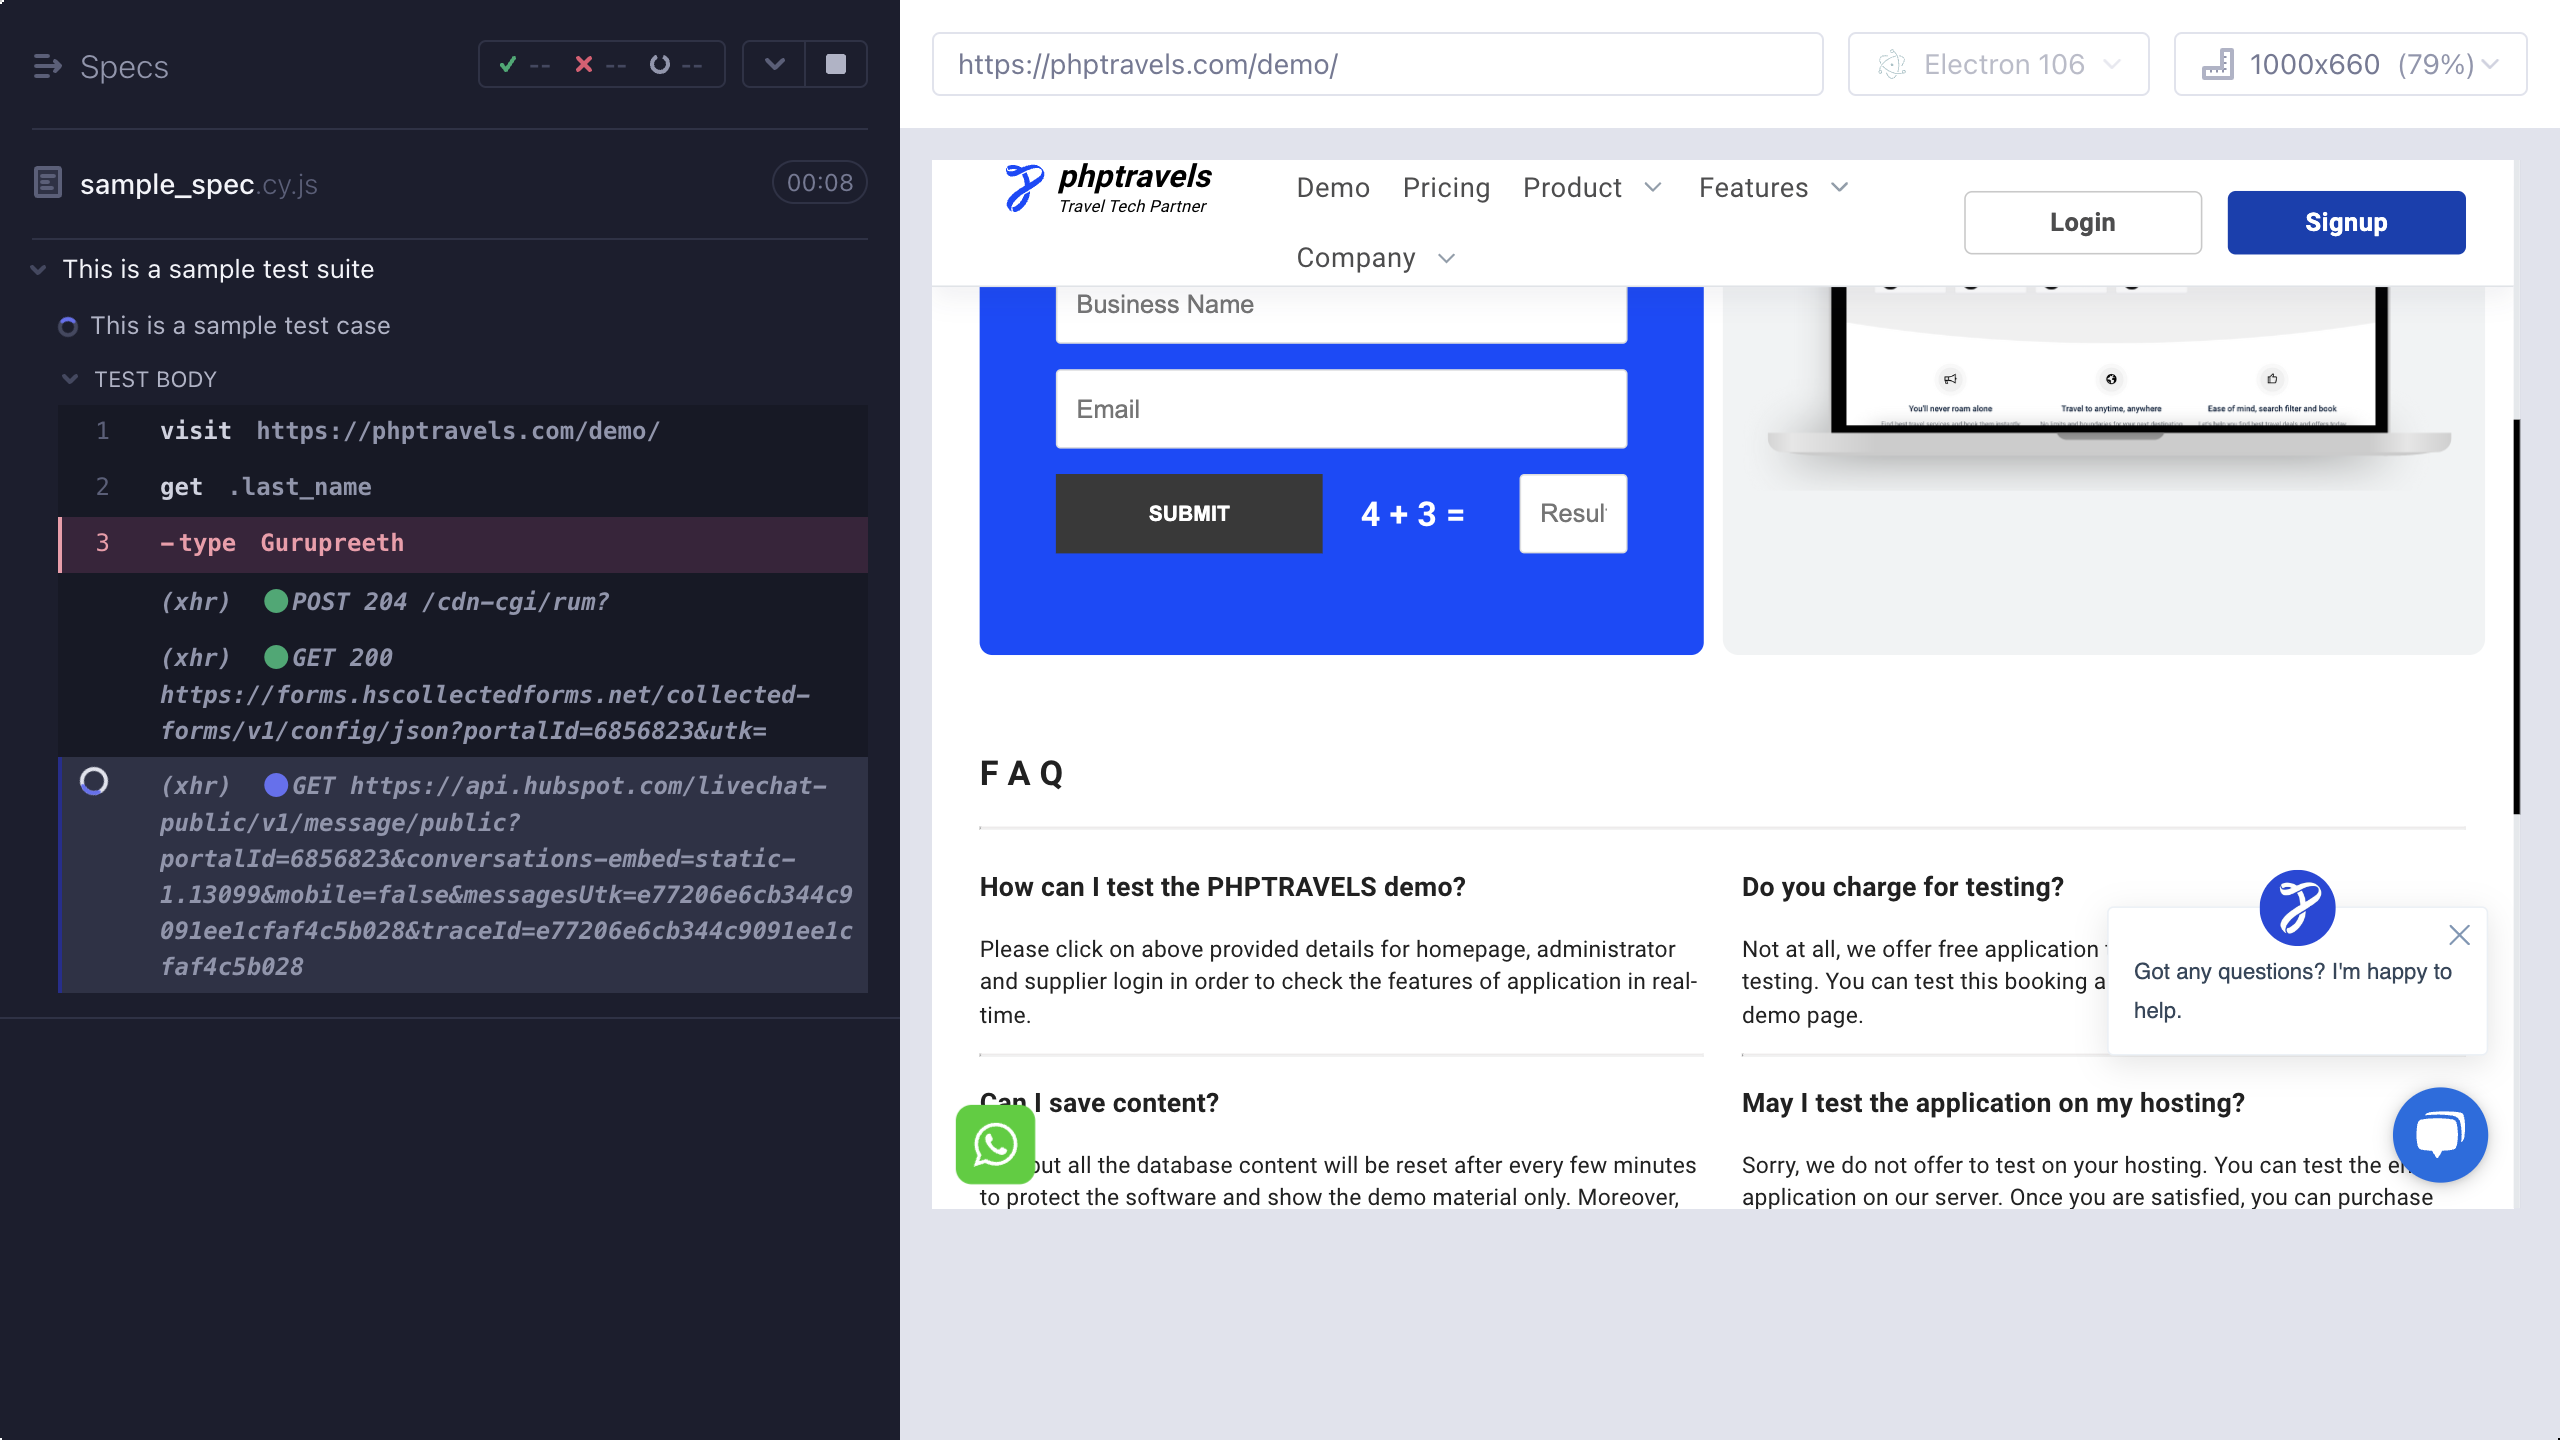 Specs
-- -- --
sample_spec.cy.js
00:08
This is a sample test suite
This is a sample test case
TEST BODY
1 visit https://phptravels.com/demo/
2 get .last_name
3 -type Gurupreeth
(xhr) POST 204 /cdn-cgi/rum?
(xhr) GET 200
https://forms.hscollectedforms.net/collected-
forms/v1/config/json?portalId=6856823&utk=
(xhr) GET https://api.hubspot.com/livechat-
public/v1/message/public?
portalId=6856823&conversations-embed=static-
1.13099&mobile=false&messagesUtk=e77206e6cb344c9
091ee1cfaf4c5b028&traceId=e77206e6cb344c9091ee1c
faf4c5b028
https://phptravels.com/demo/
Electron 106
1000x660 (79%)
phptravels
Travel Tech Partner
Demo Pricing Product Features
Company
Login
Signup
Business Name
Email
SUBMIT
4 + 3 =
Resul
You'll never roam alone
Travel to anytime, anywhere
Ease of mind, search filter and book
F A Q
How can I test the PHPTRAVELS demo?
Please click on above provided details for homepage, administrator
and supplier login in order to check the features of application in real-
time.
Do you charge for testing?
Not at all, we offer free application
testing. You can test this booking a
demo page.
Got any questions? I'm happy to
help.
Can I save content?
but all the database content will be reset after every few minutes
to protect the software and show the demo material only. Moreover,
May I test the application on my hosting?
Sorry, we do not offer to test on your hosting. You can test the
application on our server. Once you are satisfied, you can purchase